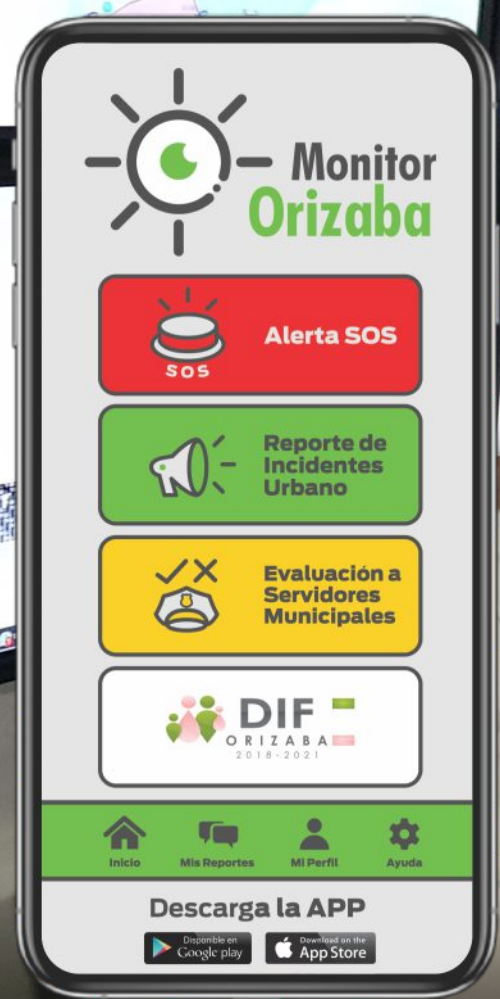 Monitor
Orizaba
SOS
Alerta SOS
Reporte de
Incidentes
Urbano
Evaluación a
Servidores
Municipales
DIF
ORIZABA
2018-2021
Inicio
Mis Reportes
Mi Perfil
Ayuda
Descarga la APP
Disponible en
Google play
Download on the
App Store